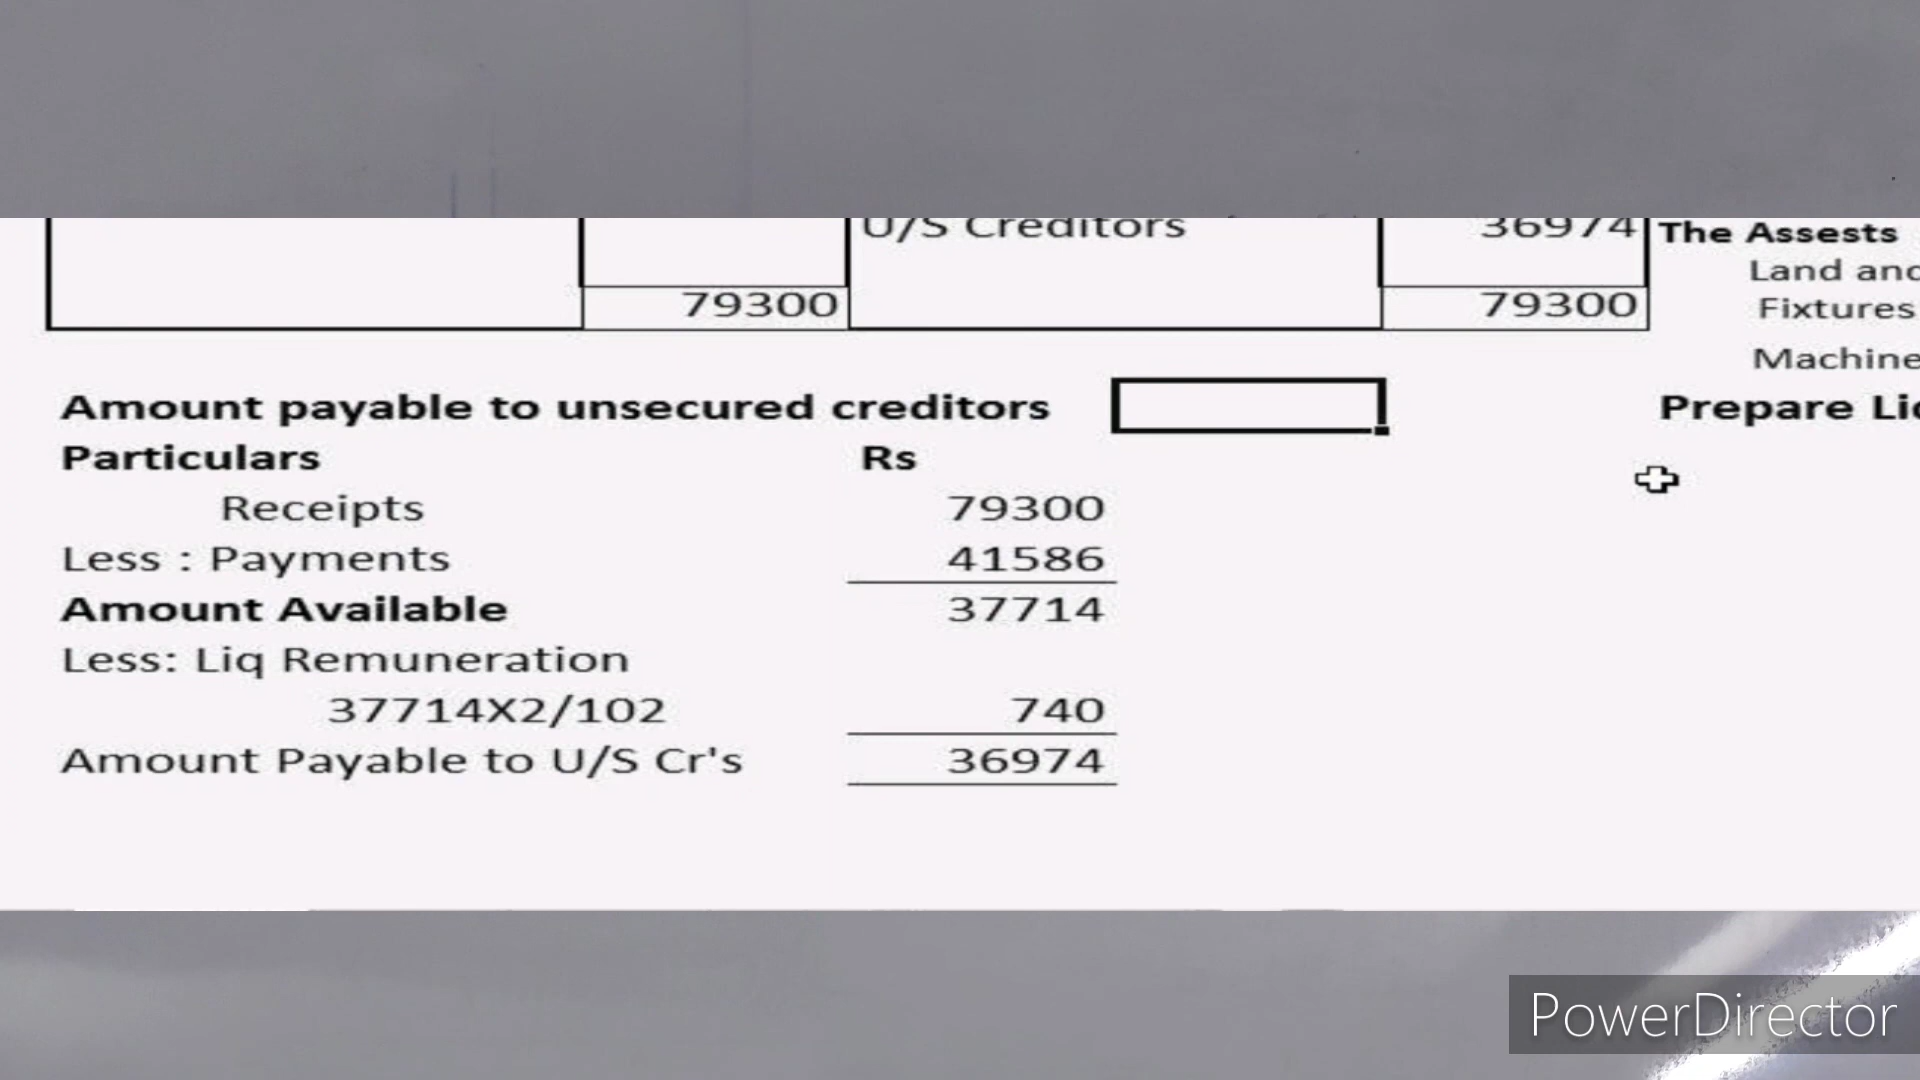 U/S Creditors 36974
79300 79300
The Assests
Land and
Fixtures
Machine
Amount payable to unsecured creditors
Prepare Liq
Particulars Rs
Receipts 79300
Less : Payments 41586
Amount Available 37714
Less: Liq Remuneration
37714X2/102 740
Amount Payable to U/S Cr's 36974
PowerDirector